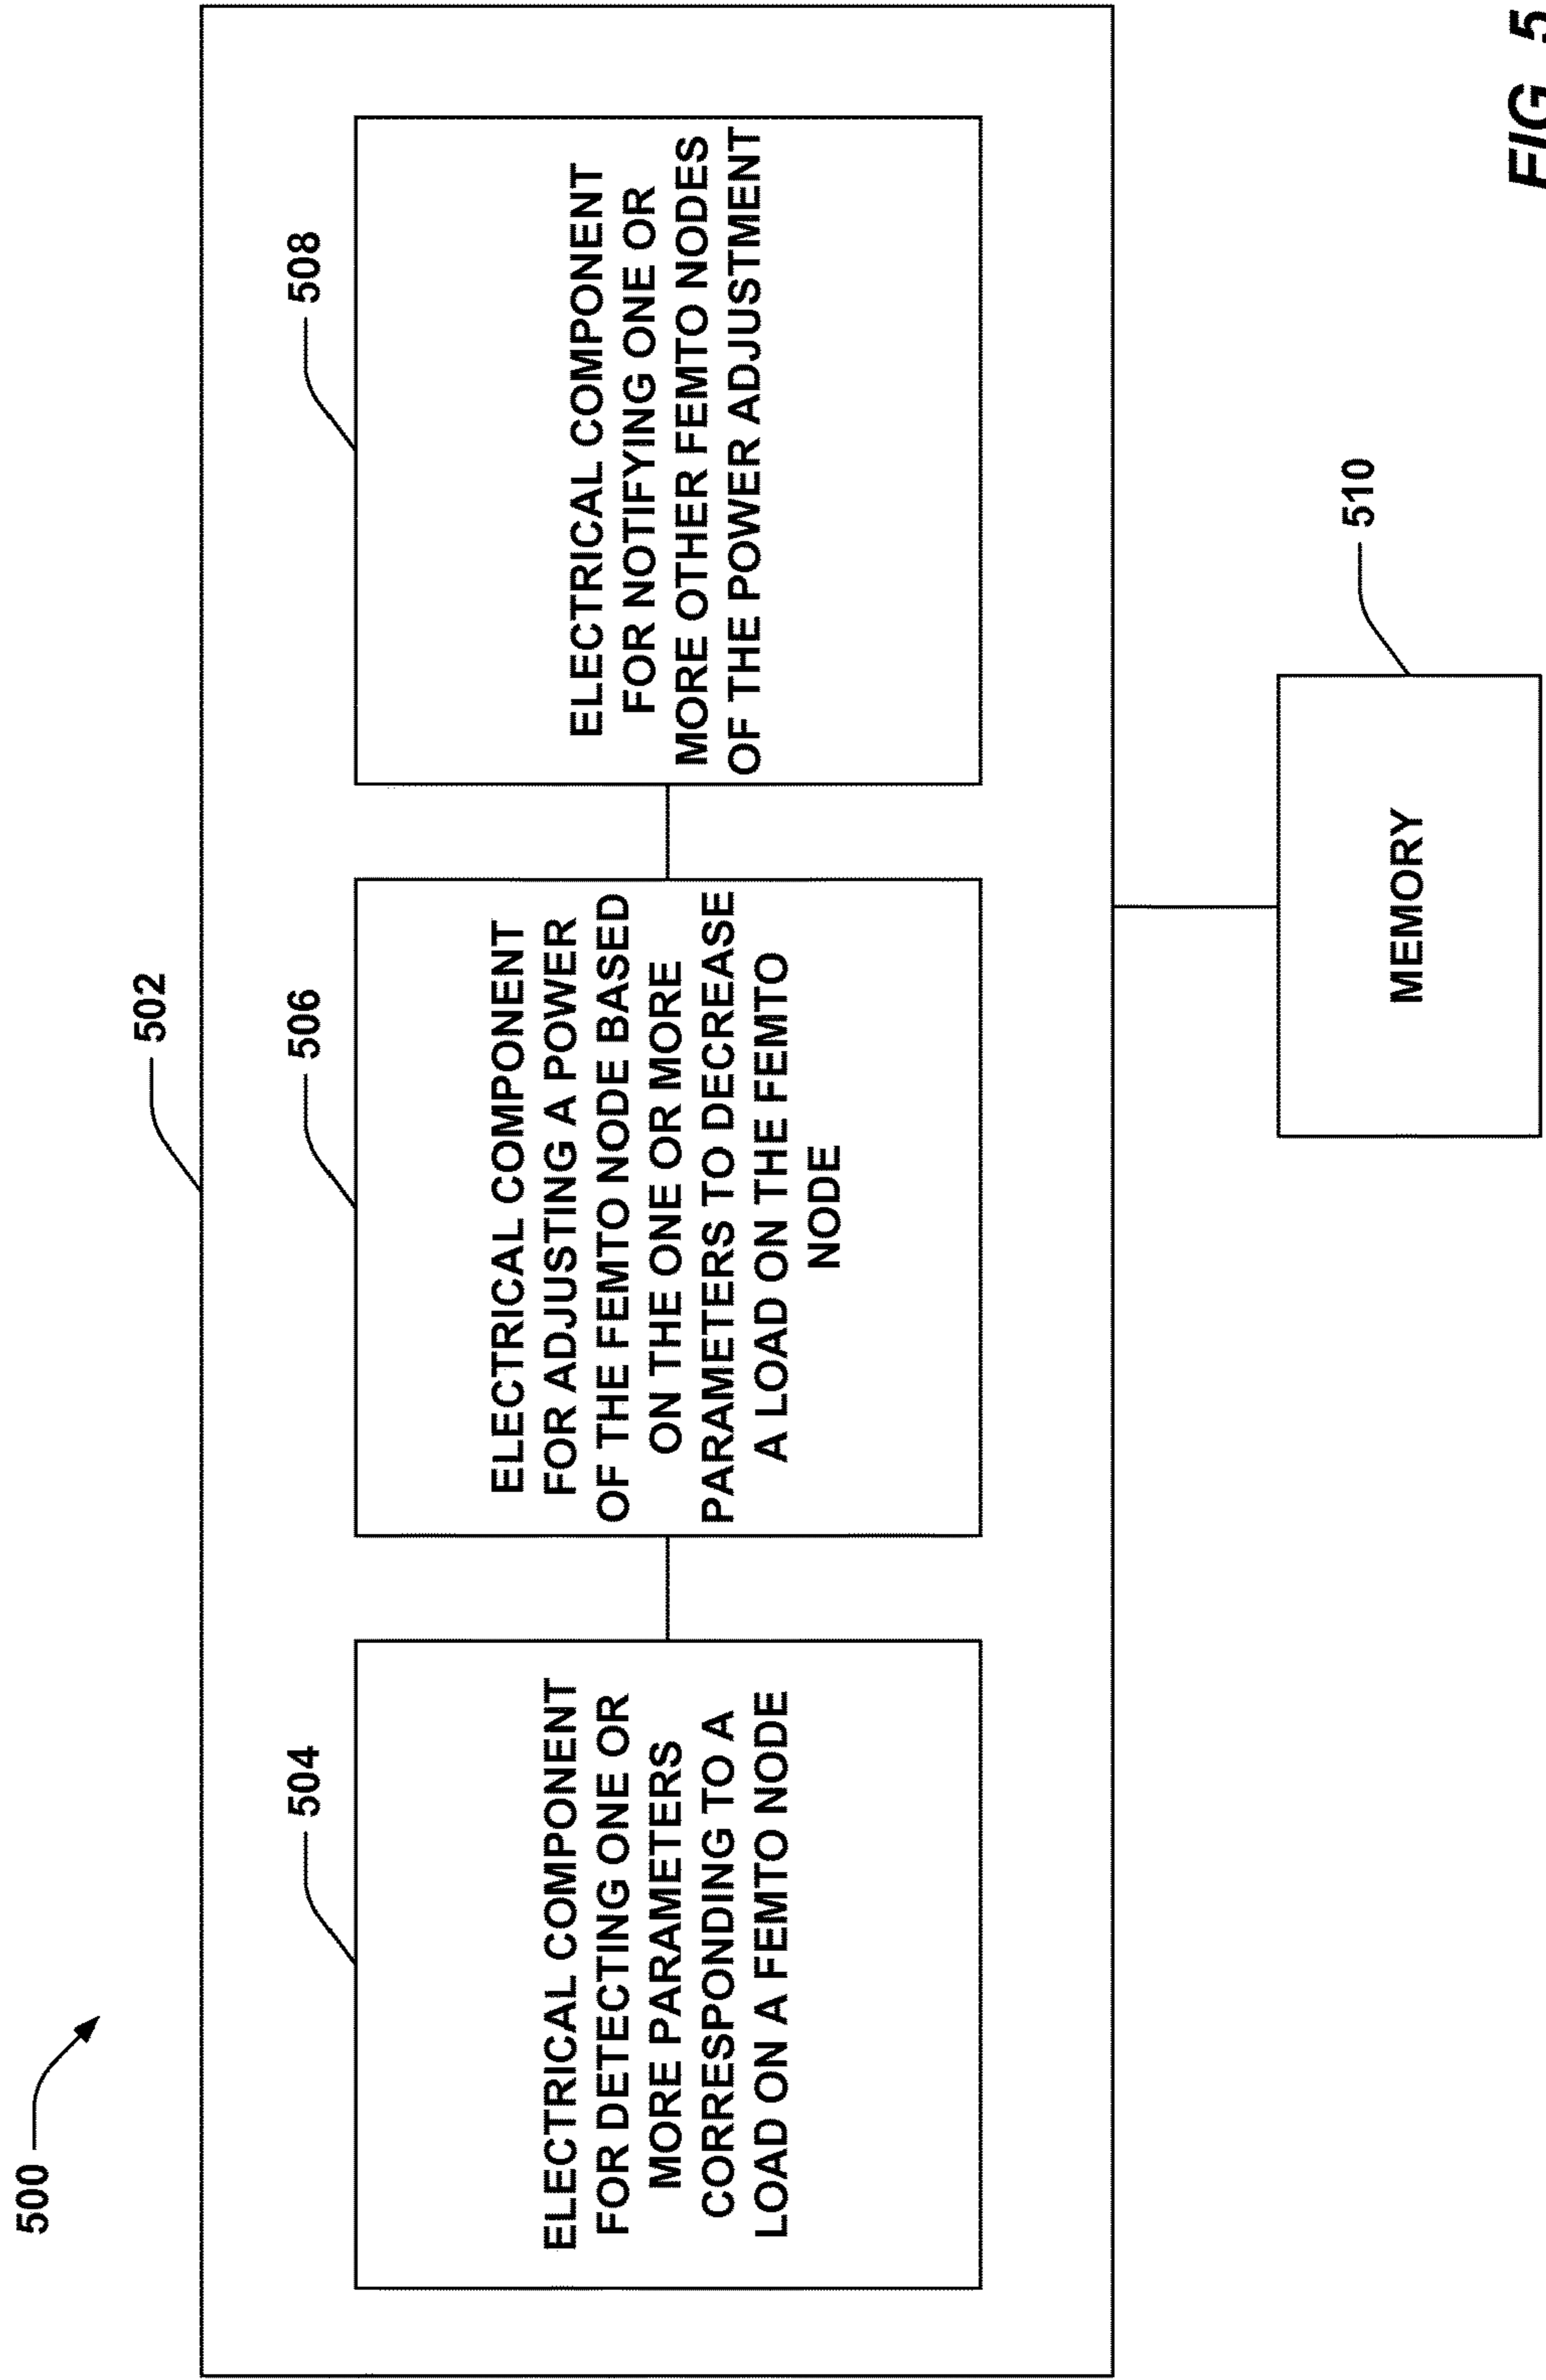 500
502
504
ELECTRICAL COMPONENT
FOR DETECTING ONE OR
MORE PARAMETERS
CORRESPONDING TO A
LOAD ON A FEMTO NODE
506
ELECTRICAL COMPONENT
FOR ADJUSTING A POWER
OF THE FEMTO NODE BASED
ON THE ONE OR MORE
PARAMETERS TO DECREASE
A LOAD ON THE FEMTO
NODE
508
ELECTRICAL COMPONENT
FOR NOTIFYING ONE OR
MORE OTHER FEMTO NODES
OF THE POWER ADJUSTMENT
510
MEMORY
FIG. 5